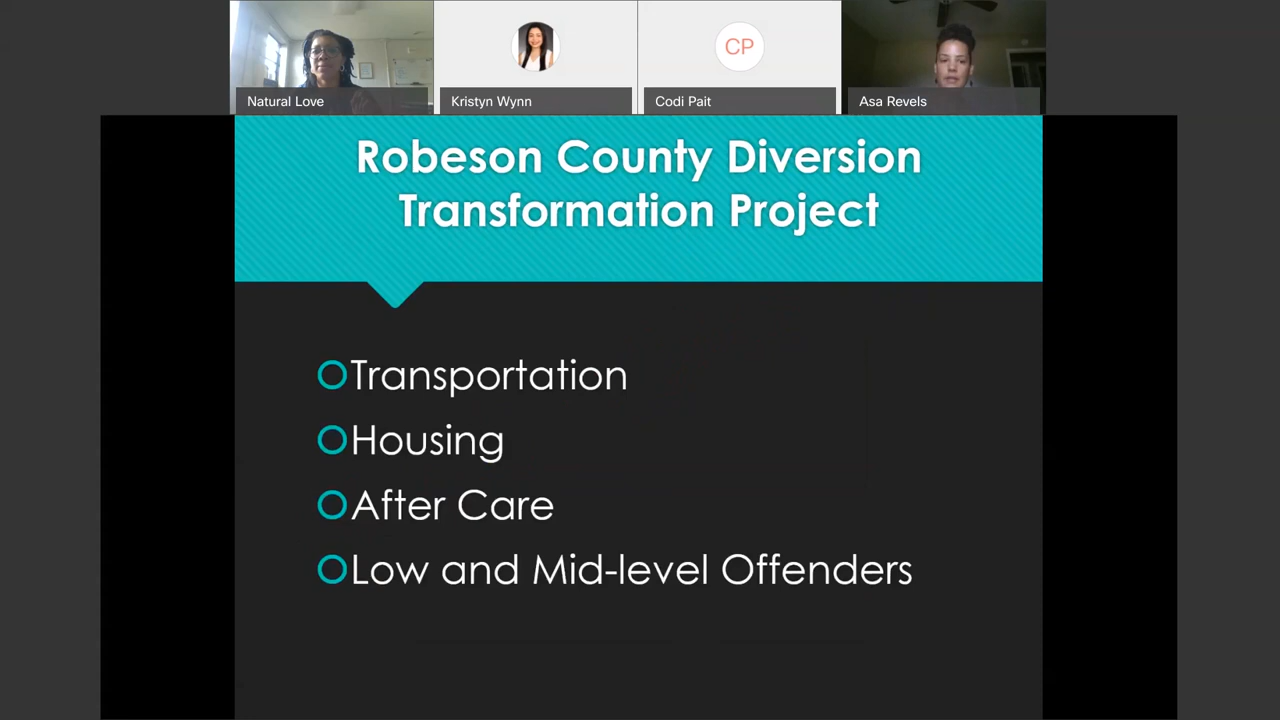 CP
Natural Love
Kristyn Wynn
Codi Pait
Asa Revels
Robeson County Diversion
Transformation Project
Transportation
Housing
After Care
Low and Mid-level Offenders